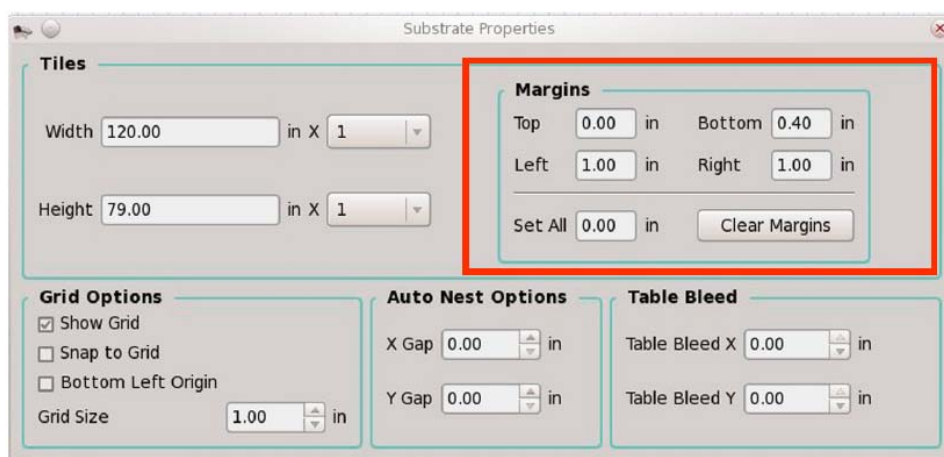 Substrate Properties
Tiles
Width 120.00 in X 1
Height 79.00 in X 1
Margins
Top 0.00 in Bottom 0.40 in
Left 1.00 in Right 1.00 in
Set All 0.00 in Clear Margins
Grid Options
Show Grid
Snap to Grid
Bottom Left Origin
Grid Size 1.00 in
Auto Nest Options
X Gap 0.00 in
Y Gap 0.00 in
Table Bleed
Table Bleed X 0.00 in
Table Bleed Y 0.00 in